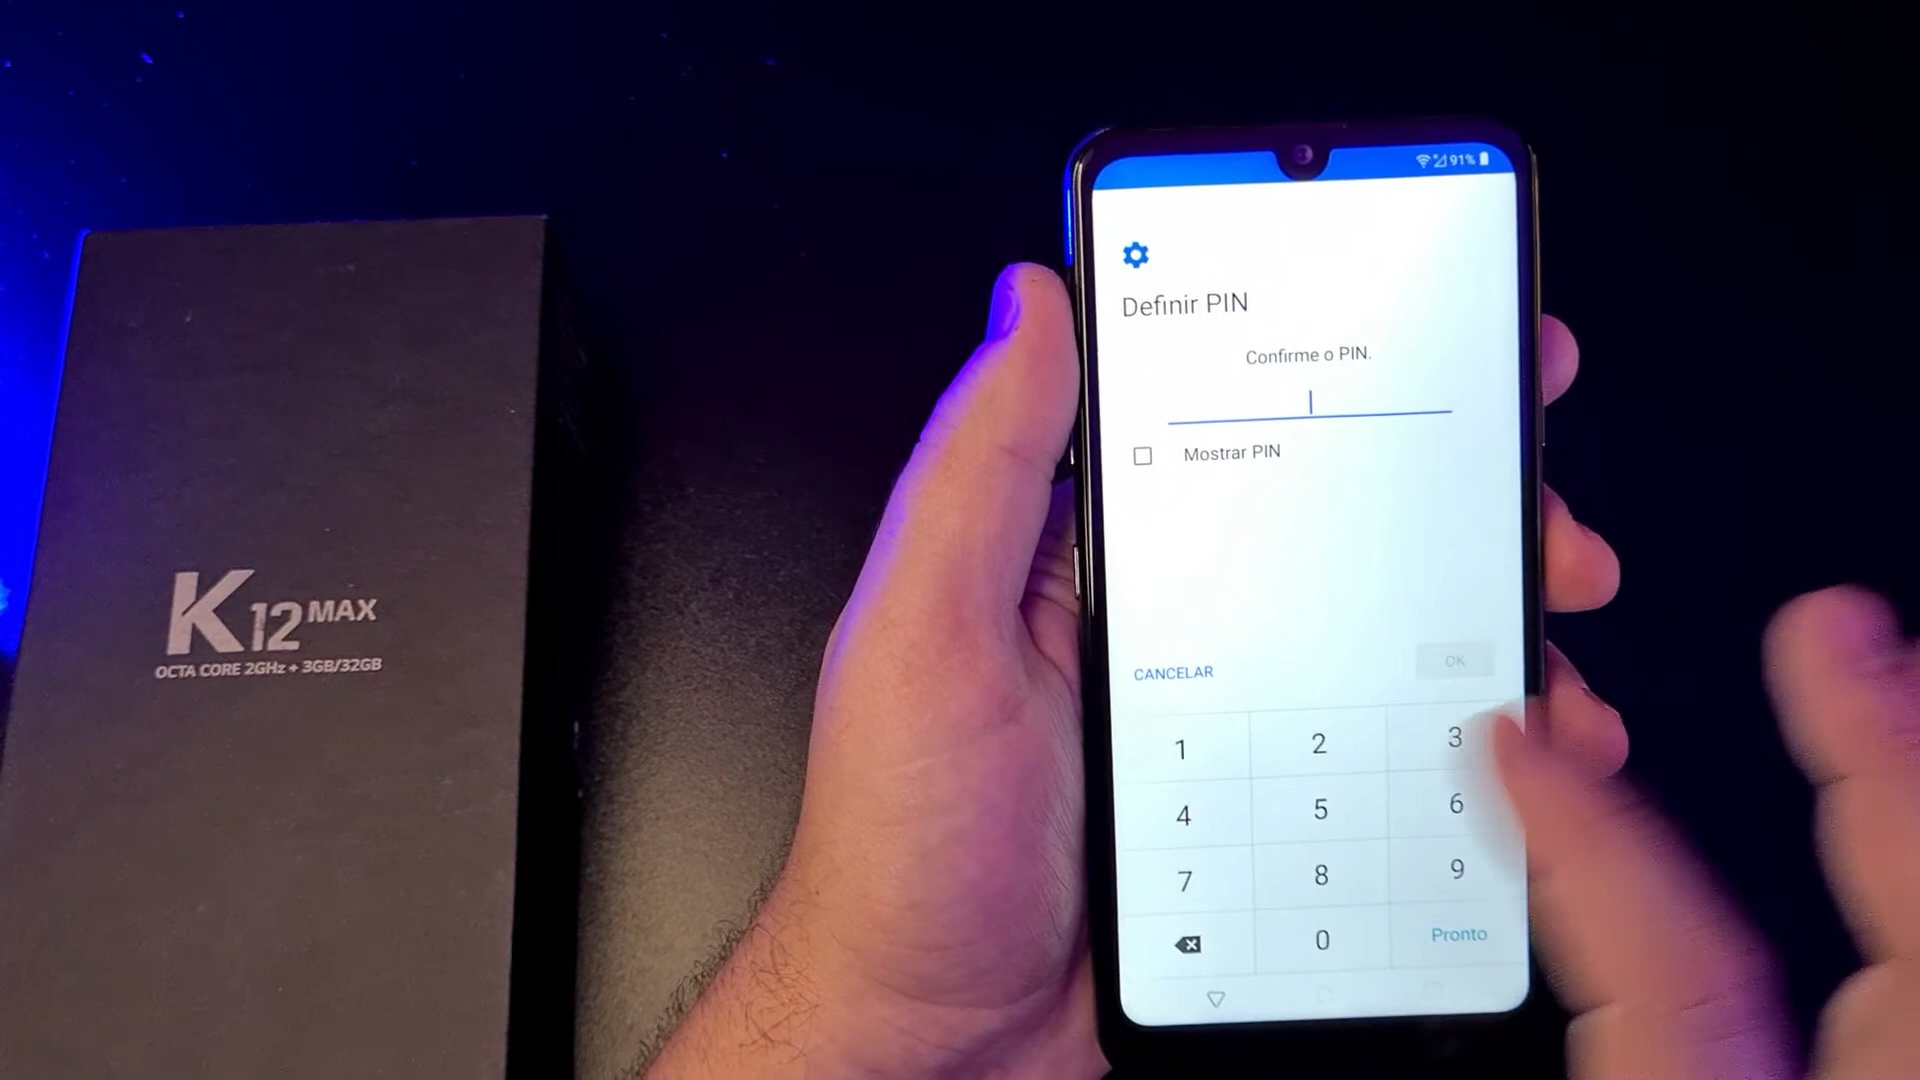 K12 MAX
OCTA CORE 2GHz + 3GB/32GB
91%
Definir PIN
Confirme o PIN.
Mostrar PIN
CANCELAR
OK
1 2 3
4 5 6
7 8 9
0 Pronto